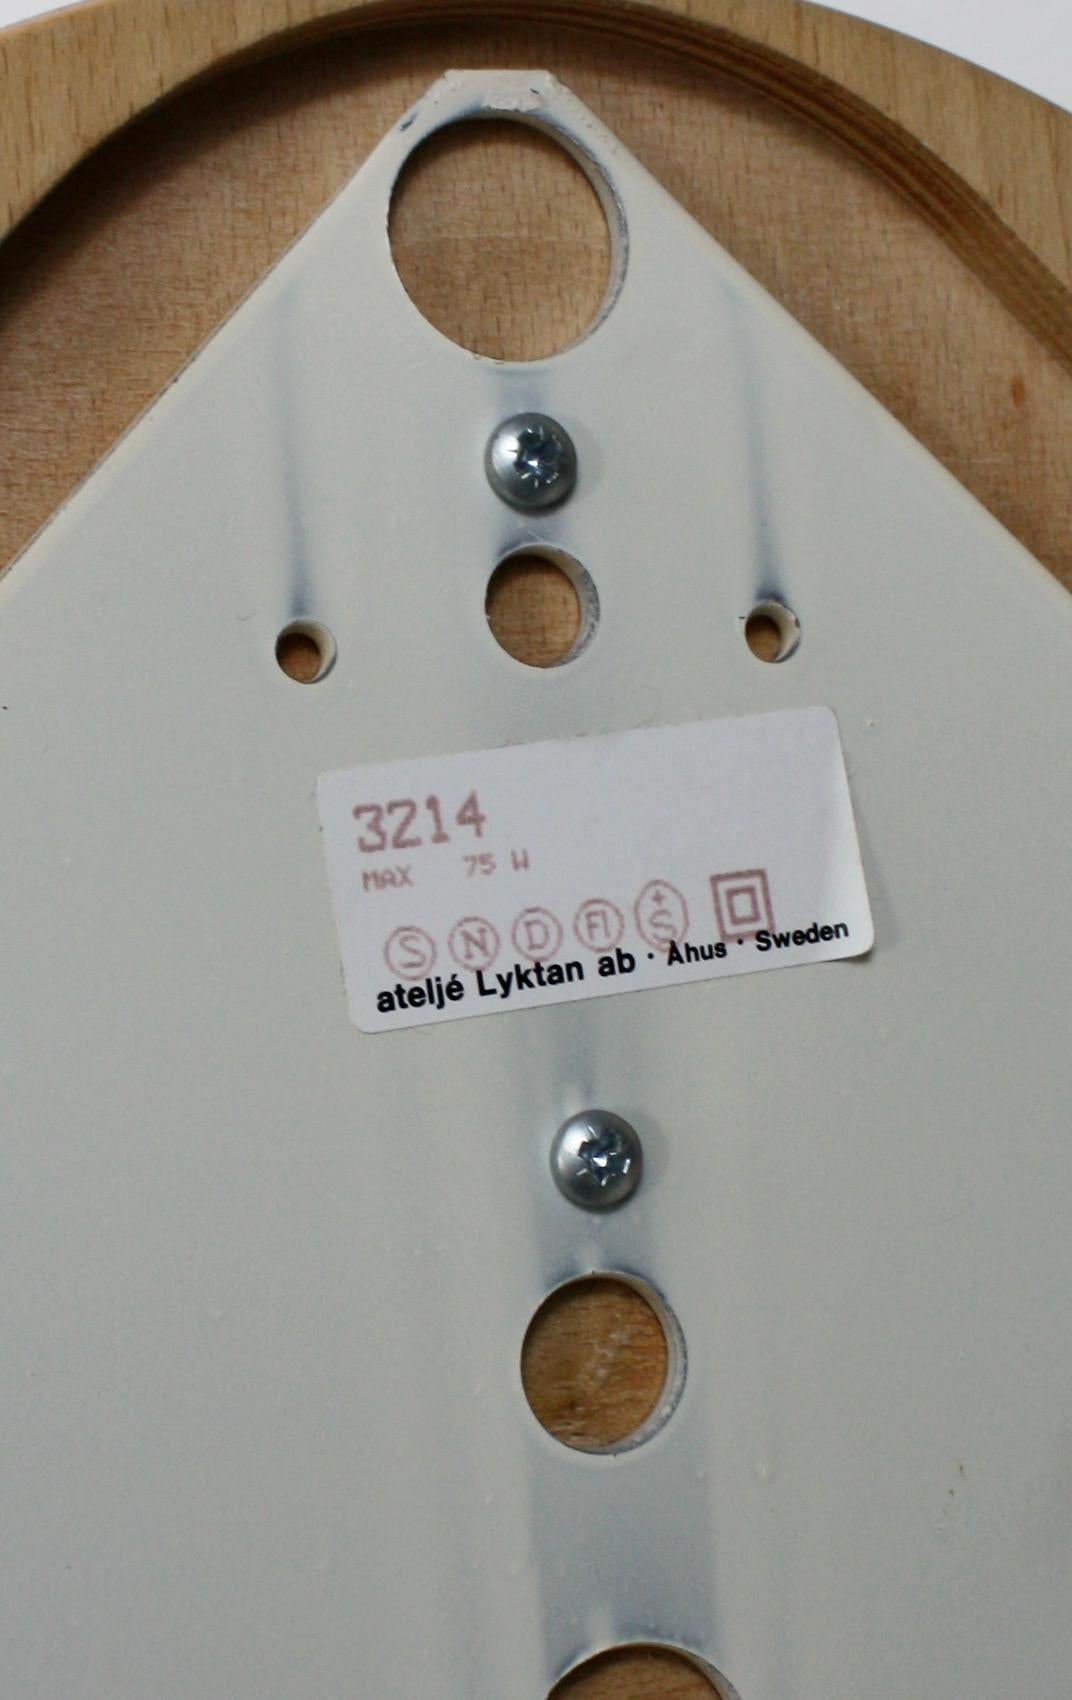 3214
MAX 75 W
S N D FI +S
ateljé Lyktan ab · Åhus · Sweden